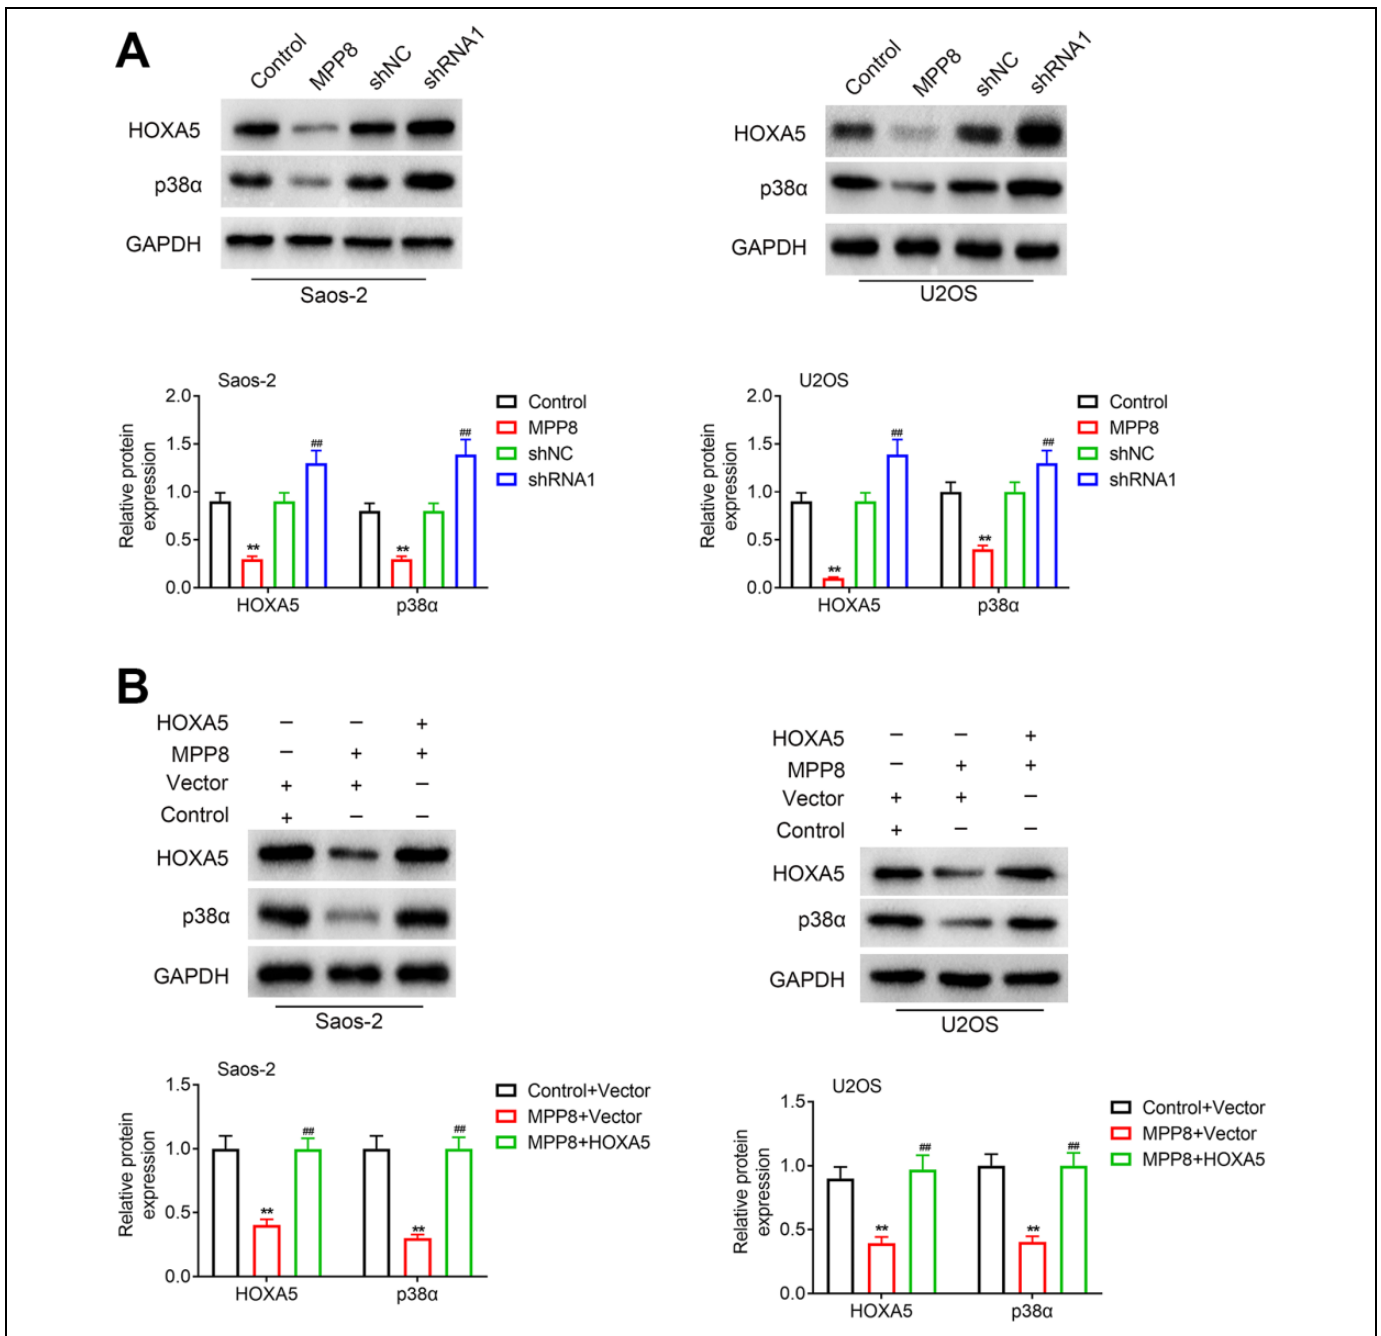 A
Control MPP8 shNC shRNA1
HOXA5
p38α
GAPDH
Saos-2
Control MPP8 shNC shRNA1
HOXA5
p38α
GAPDH
U2OS
Saos-2
Relative protein
expression
2.0
1.5
1.0
0.5
0.0
** ## ** ##
HOXA5 p38α
Control
MPP8
shNC
shRNA1
U2OS
Relative protein
expression
2.0
1.5
1.0
0.5
0.0
** ## ** ##
HOXA5 p38α
Control
MPP8
shNC
shRNA1
B
HOXA5 − − +
MPP8 − + +
Vector + + −
Control + − −
HOXA5
p38α
GAPDH
Saos-2
HOXA5 − − +
MPP8 − + +
Vector + + −
Control + − −
HOXA5
p38α
GAPDH
U2OS
Saos-2
Relative protein
expression
1.5
1.0
0.5
0.0
** ## ** ##
HOXA5 p38α
Control+Vector
MPP8+Vector
MPP8+HOXA5
U2OS
Relative protein
expression
1.5
1.0
0.5
0.0
** ## ** ##
HOXA5 p38α
Control+Vector
MPP8+Vector
MPP8+HOXA5